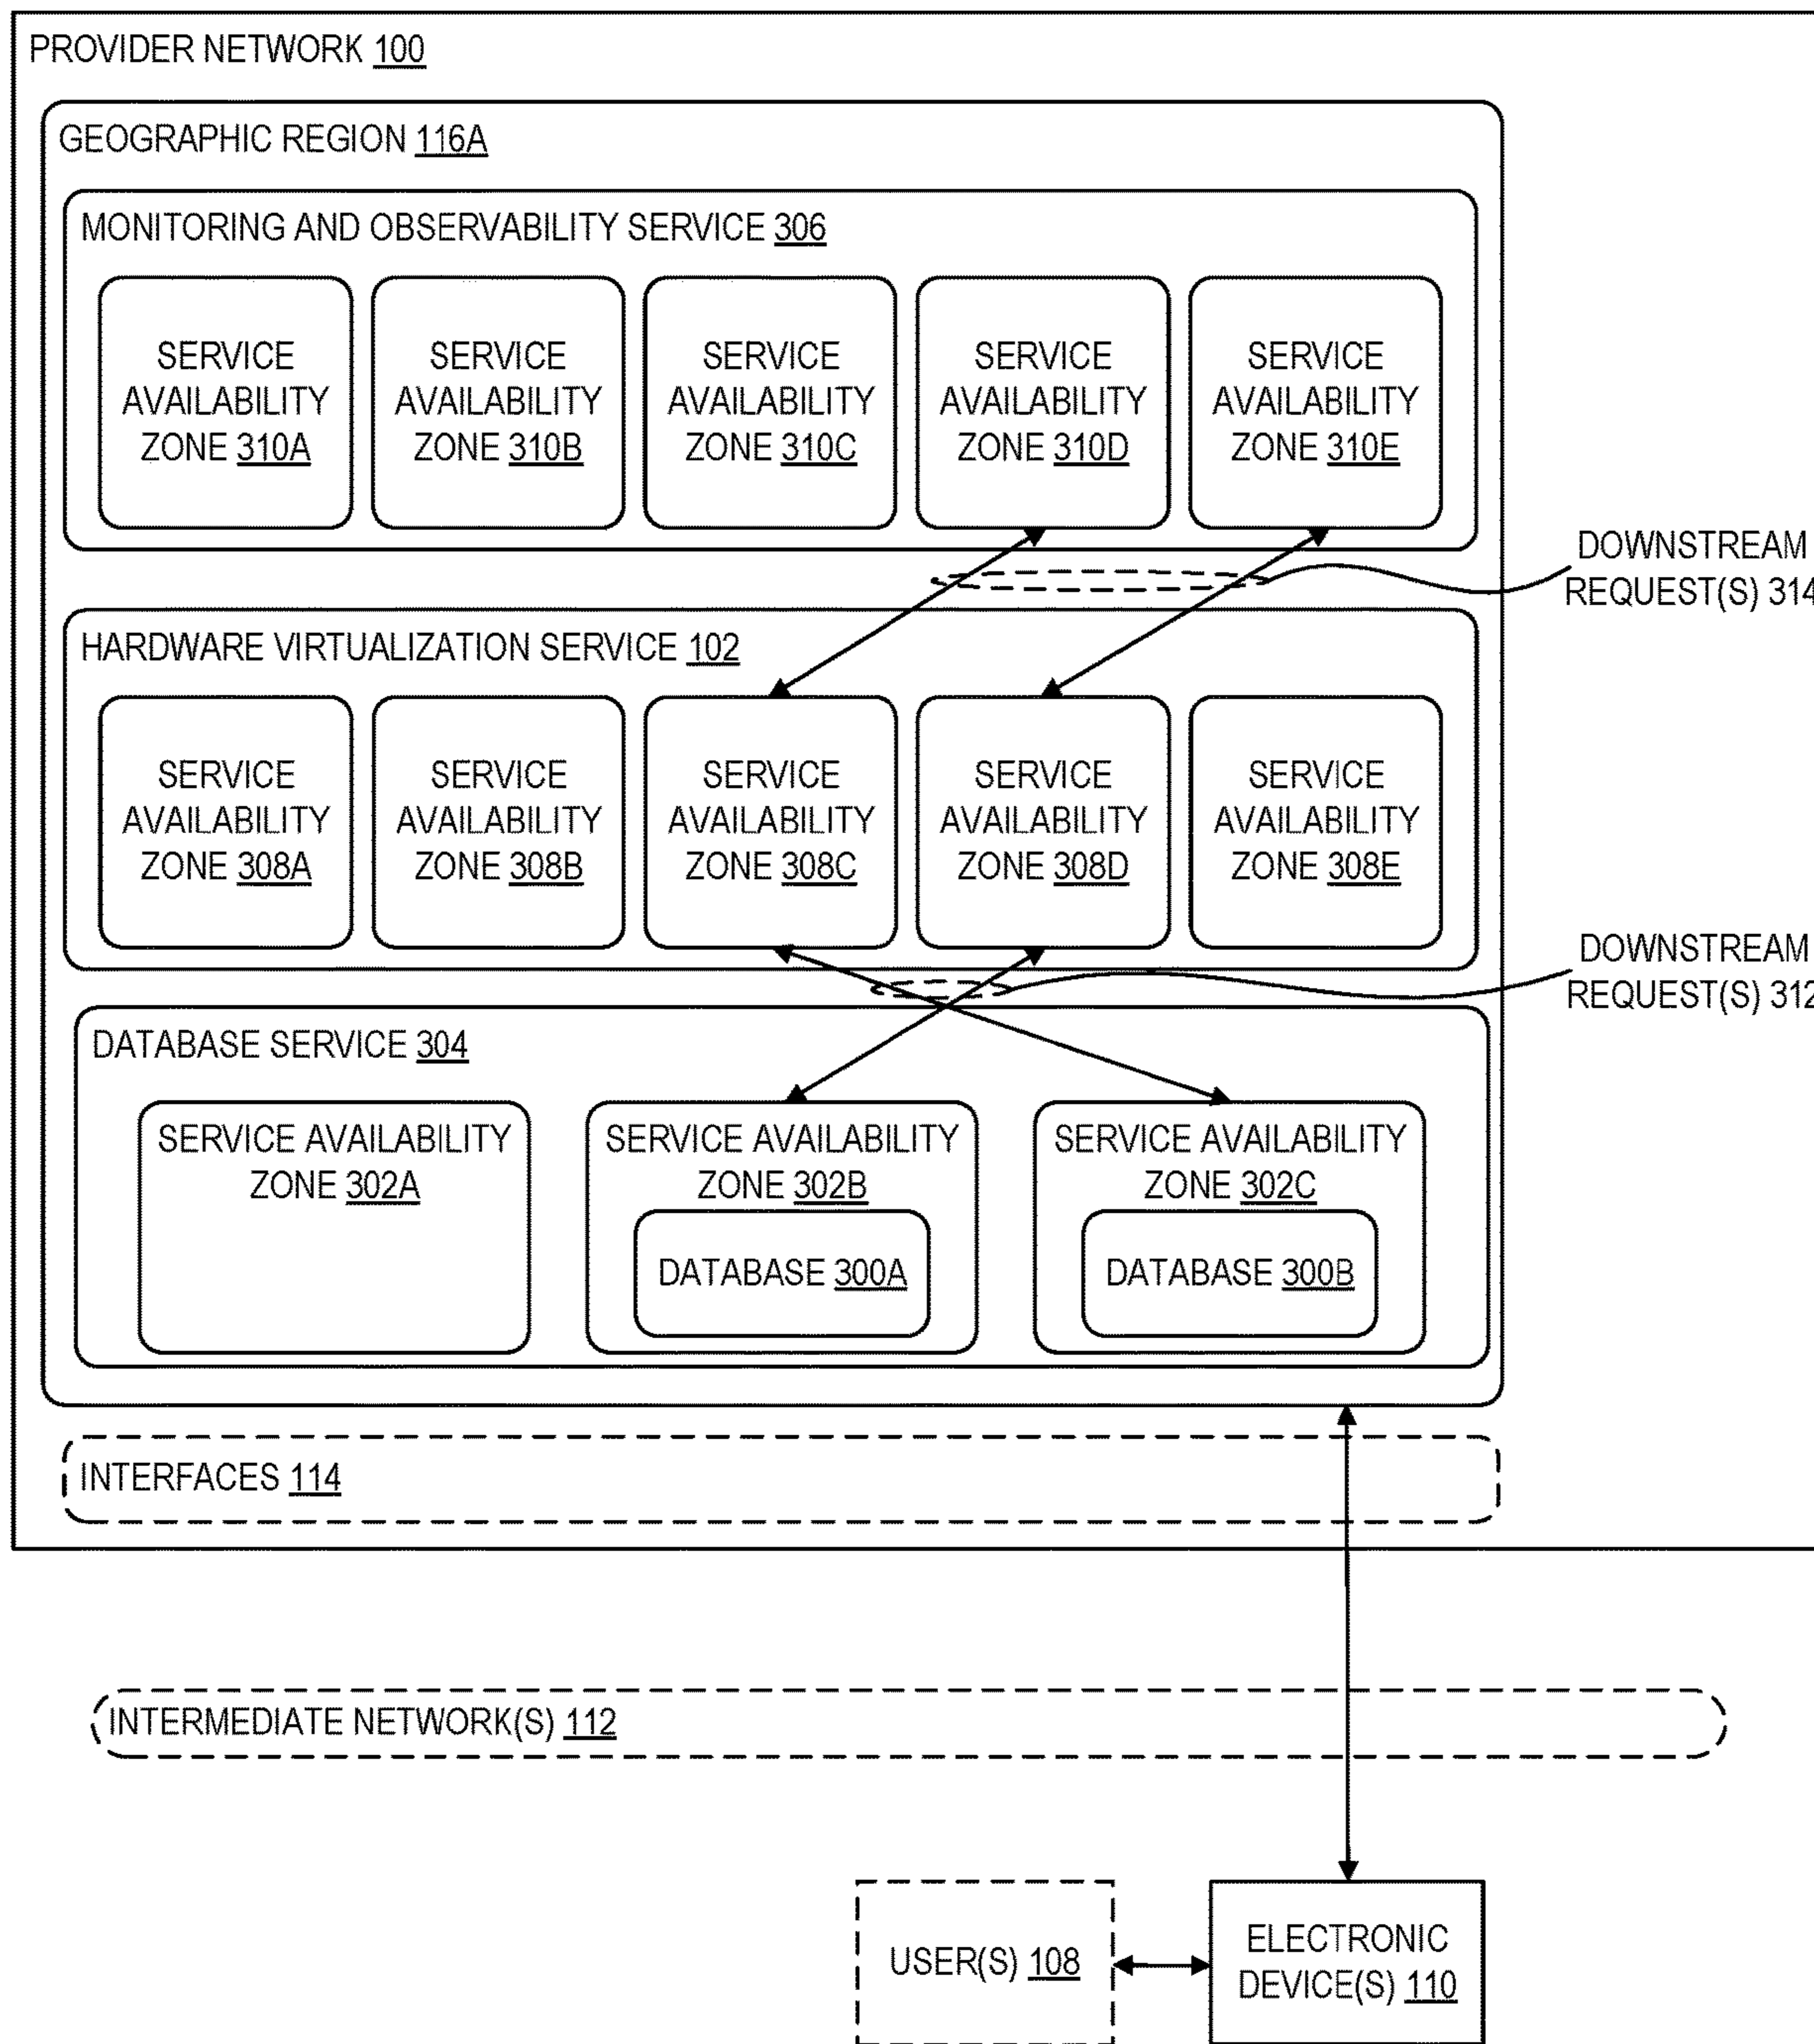 PROVIDER NETWORK 100
GEOGRAPHIC REGION 116A
MONITORING AND OBSERVABILITY SERVICE 306
SERVICE
AVAILABILITY
ZONE 310A
SERVICE
AVAILABILITY
ZONE 310B
SERVICE
AVAILABILITY
ZONE 310C
SERVICE
AVAILABILITY
ZONE 310D
SERVICE
AVAILABILITY
ZONE 310E
DOWNSTREAM
REQUEST(S) 314
HARDWARE VIRTUALIZATION SERVICE 102
SERVICE
AVAILABILITY
ZONE 308A
SERVICE
AVAILABILITY
ZONE 308B
SERVICE
AVAILABILITY
ZONE 308C
SERVICE
AVAILABILITY
ZONE 308D
SERVICE
AVAILABILITY
ZONE 308E
DOWNSTREAM
REQUEST(S) 312
DATABASE SERVICE 304
SERVICE AVAILABILITY
ZONE 302A
SERVICE AVAILABILITY
ZONE 302B
DATABASE 300A
SERVICE AVAILABILITY
ZONE 302C
DATABASE 300B
INTERFACES 114
INTERMEDIATE NETWORK(S) 112
USER(S) 108
ELECTRONIC
DEVICE(S) 110